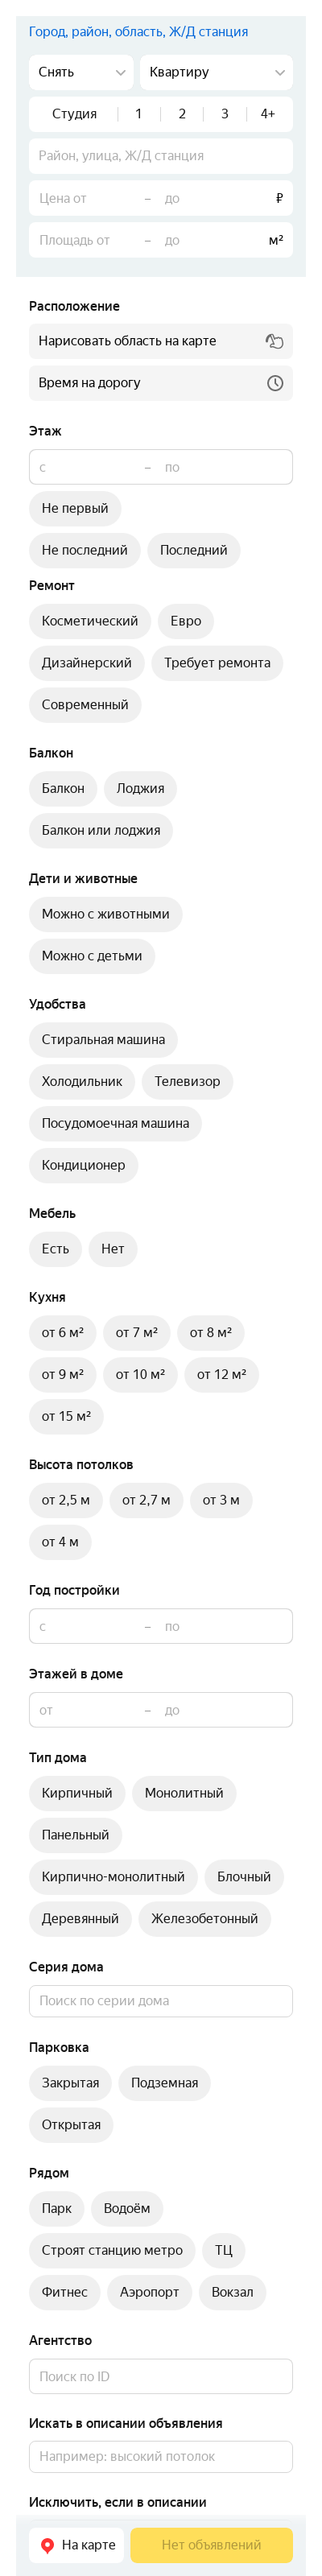 Город, район, область, Ж/Д станция
Снять Квартиру
Студия 1 2 3 4+
Район, улица, Ж/Д станция
Цена от – до ₽
Площадь от – до м²
Расположение
Нарисовать область на карте
Время на дорогу
Этаж
с – по
Не первый
Не последний Последний
Ремонт
Косметический Евро
Дизайнерский Требует ремонта
Современный
Балкон
Балкон Лоджия
Балкон или лоджия
Дети и животные
Можно с животными
Можно с детьми
Удобства
Стиральная машина
Холодильник Телевизор
Посудомоечная машина
Кондиционер
Мебель
Есть Нет
Кухня
от 6 м² от 7 м² от 8 м²
от 9 м² от 10 м² от 12 м²
от 15 м²
Высота потолков
от 2,5 м от 2,7 м от 3 м
от 4 м
Год постройки
с – по
Этажей в доме
от – до
Тип дома
Кирпичный Монолитный
Панельный
Кирпично-монолитный Блочный
Деревянный Железобетонный
Серия дома
Поиск по серии дома
Парковка
Закрытая Подземная
Открытая
Рядом
Парк Водоём
Строят станцию метро ТЦ
Фитнес Аэропорт Вокзал
Агентство
Поиск по ID
Искать в описании объявления
Например: высокий потолок
Исключить, если в описании
На карте Нет объявлений